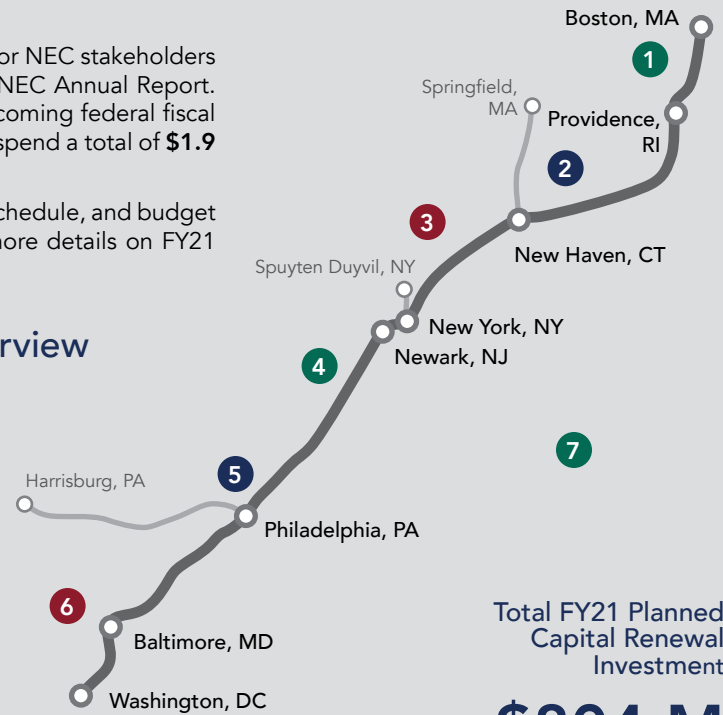 or NEC stakeholders
NEC Annual Report.
coming federal fiscal
spend a total of $1.9
chedule, and budget
more details on FY21
rview
Boston, MA
1
Springfield,
MA
Providence,
RI
2
3
New Haven, CT
Spuyten Duyvil, NY
New York, NY
Newark, NJ
4
7
5
Harrisburg, PA
Philadelphia, PA
6
Baltimore, MD
Washington, DC
Total FY21 Planned
Capital Renewal
Investment